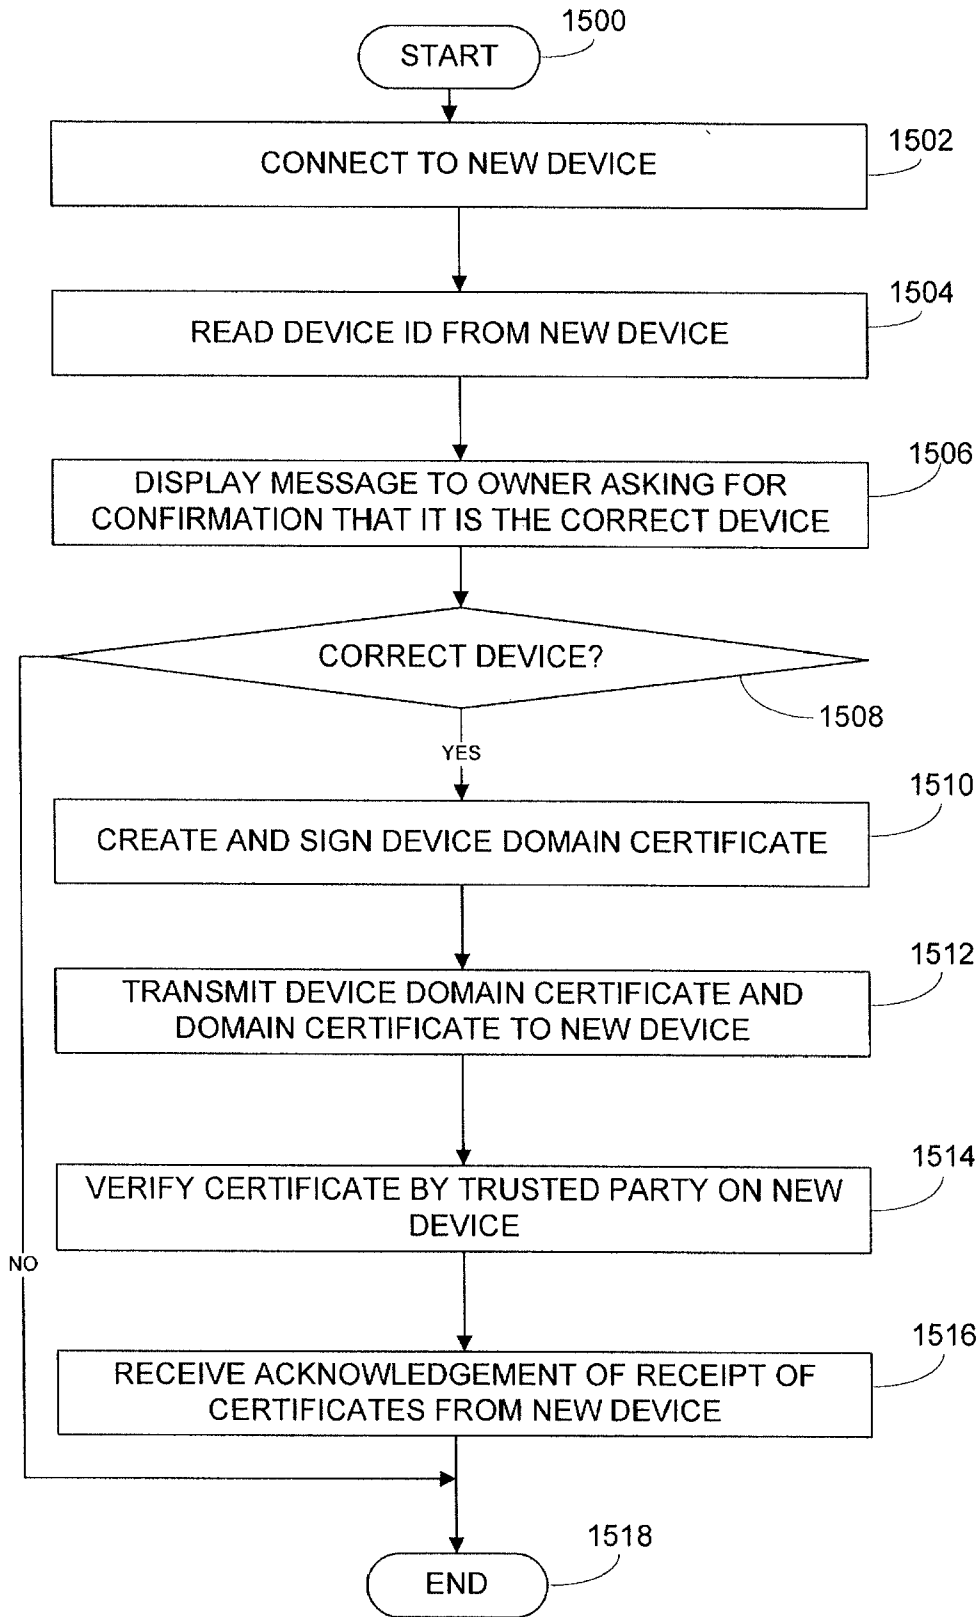 1500
START
1502
CONNECT TO NEW DEVICE
1504
READ DEVICE ID FROM NEW DEVICE
1506
DISPLAY MESSAGE TO OWNER ASKING FOR
CONFIRMATION THAT IT IS THE CORRECT DEVICE
CORRECT DEVICE?
1508
YES
1510
CREATE AND SIGN DEVICE DOMAIN CERTIFICATE
1512
TRANSMIT DEVICE DOMAIN CERTIFICATE AND
DOMAIN CERTIFICATE TO NEW DEVICE
1514
VERIFY CERTIFICATE BY TRUSTED PARTY ON NEW
DEVICE
NO
1516
RECEIVE ACKNOWLEDGEMENT OF RECEIPT OF
CERTIFICATES FROM NEW DEVICE
1518
END